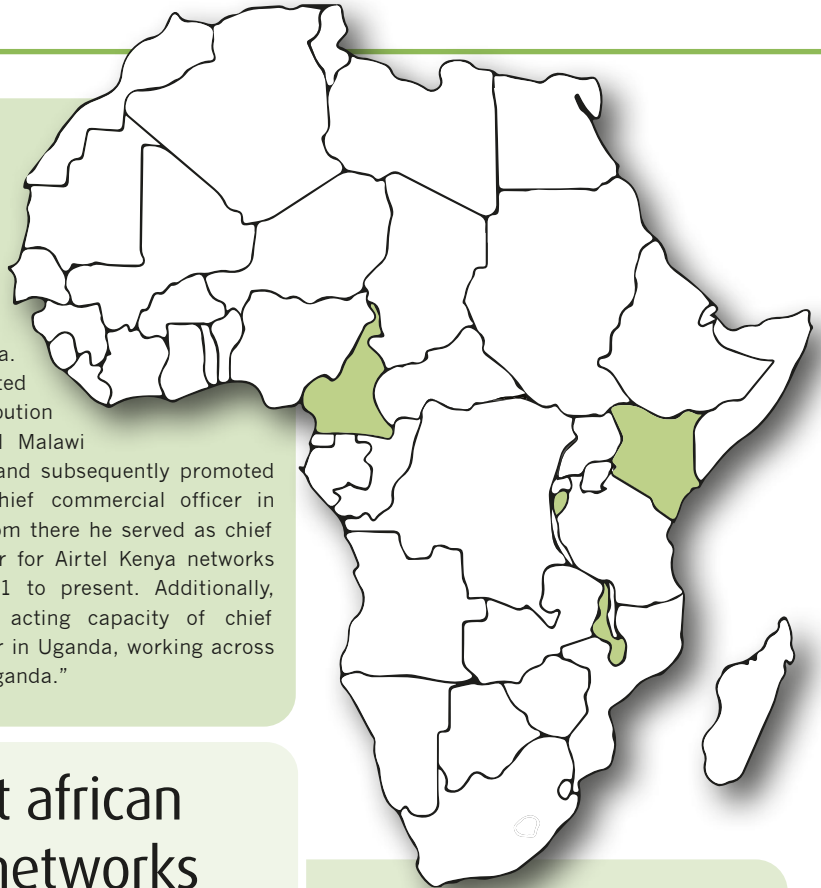 a.
ted
bution
Malawi
and subsequently promoted
hief commercial officer in
om there he served as chief
r for Airtel Kenya networks
1 to present. Additionally,
acting capacity of chief
r in Uganda, working across
ganda.”
t african
networks